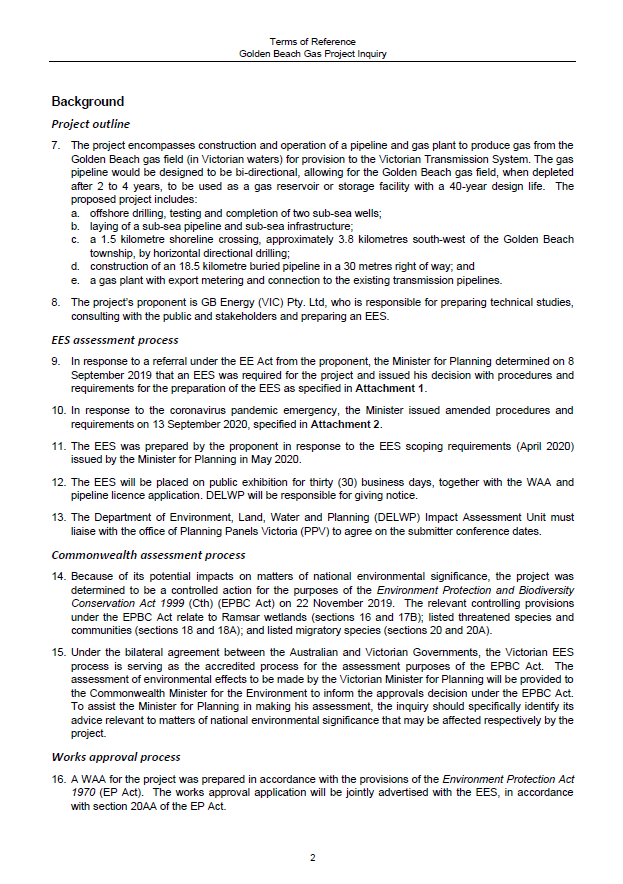 Terms of Reference
Golden Beach Gas Project Inquiry
Background
Project outline
7. The project encompasses construction and operation of a pipeline and gas plant to produce gas from the
Golden Beach gas field (in Victorian waters) for provision to the Victorian Transmission System. The gas
pipeline would be designed to be bi-directional, allowing for the Golden Beach gas field, when depleted
after 2 to 4 years, to be used as a gas reservoir or storage facility with a 40-year design life. The
proposed project includes:
a. offshore drilling, testing and completion of two sub-sea wells;
b. laying of a sub-sea pipeline and sub-sea infrastructure;
c. a 1.5 kilometre shoreline crossing, approximately 3.8 kilometres south-west of the Golden Beach
township, by horizontal directional drilling;
d. construction of an 18.5 kilometre buried pipeline in a 30 metres right of way; and
e. a gas plant with export metering and connection to the existing transmission pipelines.
8. The project's proponent is GB Energy (VIC) Pty. Ltd, who is responsible for preparing technical studies,
consulting with the public and stakeholders and preparing an EES.
EES assessment process
9. In response to a referral under the EE Act from the proponent, the Minister for Planning determined on 8
September 2019 that an EES was required for the project and issued his decision with procedures and
requirements for the preparation of the EES as specified in Attachment 1.
10. In response to the coronavirus pandemic emergency, the Minister issued amended procedures and
requirements on 13 September 2020, specified in Attachment 2.
11. The EES was prepared by the proponent in response to the EES scoping requirements (April 2020)
issued by the Minister for Planning in May 2020.
12. The EES will be placed on public exhibition for thirty (30) business days, together with the WAA and
pipeline licence application. DELWP will be responsible for giving notice.
13. The Department of Environment, Land, Water and Planning (DELWP) Impact Assessment Unit must
liaise with the office of Planning Panels Victoria (PPV) to agree on the submitter conference dates.
Commonwealth assessment process
14. Because of its potential impacts on matters of national environmental significance, the project was
determined to be a controlled action for the purposes of the Environment Protection and Biodiversity
Conservation Act 1999 (Cth) (EPBC Act) on 22 November 2019. The relevant controlling provisions
under the EPBC Act relate to Ramsar wetlands (sections 16 and 17B); listed threatened species and
communities (sections 18 and 18A); and listed migratory species (sections 20 and 20A).
15. Under the bilateral agreement between the Australian and Victorian Governments, the Victorian EES
process is serving as the accredited process for the assessment purposes of the EPBC Act. The
assessment of environmental effects to be made by the Victorian Minister for Planning will be provided to
the Commonwealth Minister for the Environment to inform the approvals decision under the EPBC Act.
To assist the Minister for Planning in making his assessment, the inquiry should specifically identify its
advice relevant to matters of national environmental significance that may be affected respectively by the
project.
Works approval process
16. A WAA for the project was prepared in accordance with the provisions of the Environment Protection Act
1970 (EP Act). The works approval application will be jointly advertised with the EES, in accordance
with section 20AA of the EP Act.
2